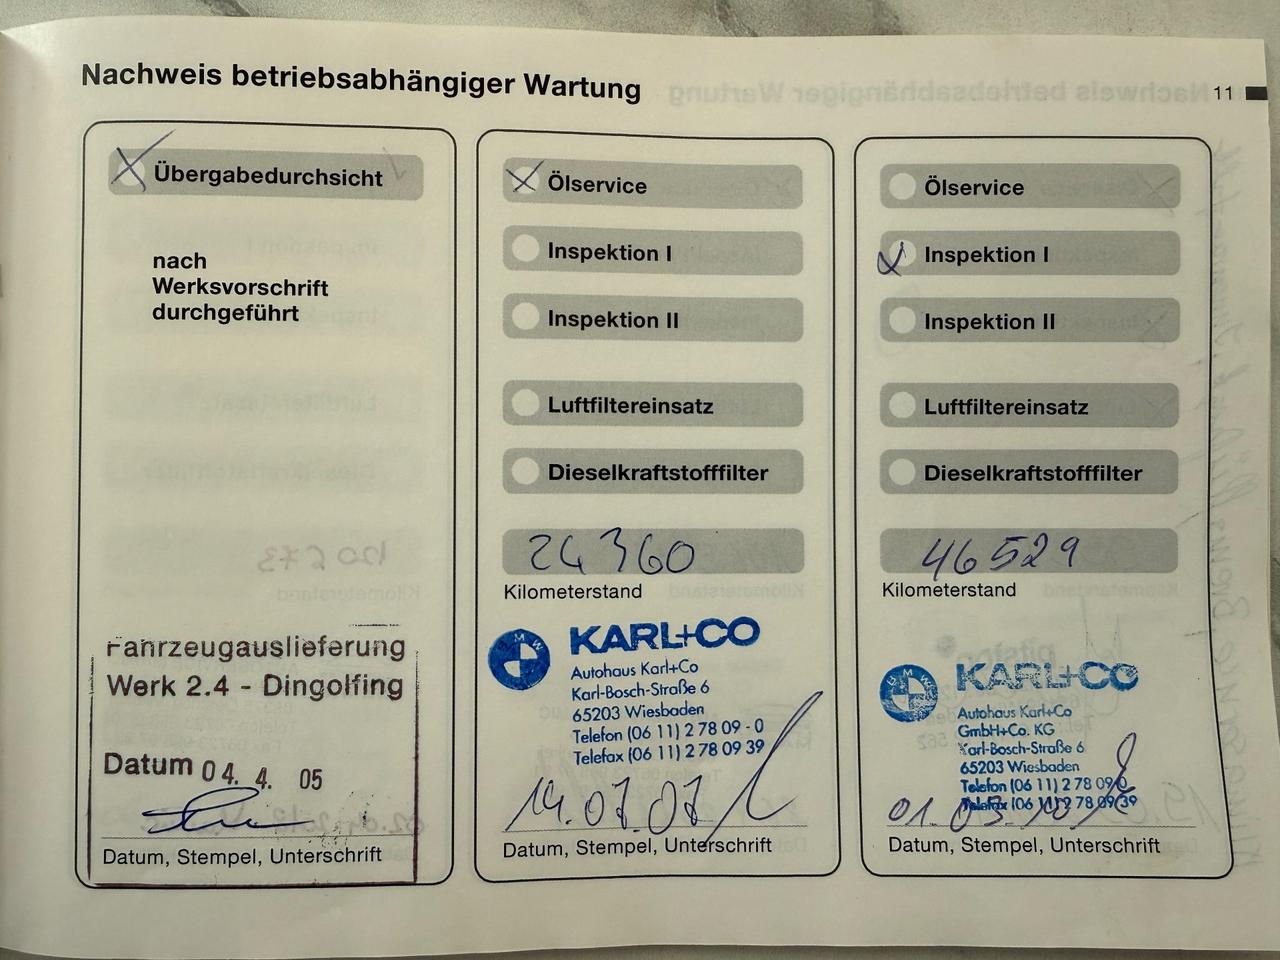 Nachweis betriebsabhängiger Wartung
11
Übergabedurchsicht
nach
Werksvorschrift
durchgeführt
Fahrzeugauslieferung
Werk 2.4 - Dingolfing
Datum 04. 4. 05
Datum, Stempel, Unterschrift
Ölservice
Inspektion I
Inspektion II
Luftfiltereinsatz
Dieselkraftstofffilter
24360
Kilometerstand
BMW
KARL+CO
Autohaus Karl+Co
Karl-Bosch-Straße 6
65203 Wiesbaden
Telefon (06 11) 2 78 09 - 0
Telefax (06 11) 2 78 09 39
Datum, Stempel, Unterschrift
Ölservice
Inspektion I
Inspektion II
Luftfiltereinsatz
Dieselkraftstofffilter
46529
Kilometerstand
BMW
KARL+CO
Autohaus Karl+Co
GmbH+Co. KG
Karl-Bosch-Straße 6
65203 Wiesbaden
Telefon (06 11) 2 78 09-0
Telefax (06 11) 2 78 09 39
Datum, Stempel, Unterschrift